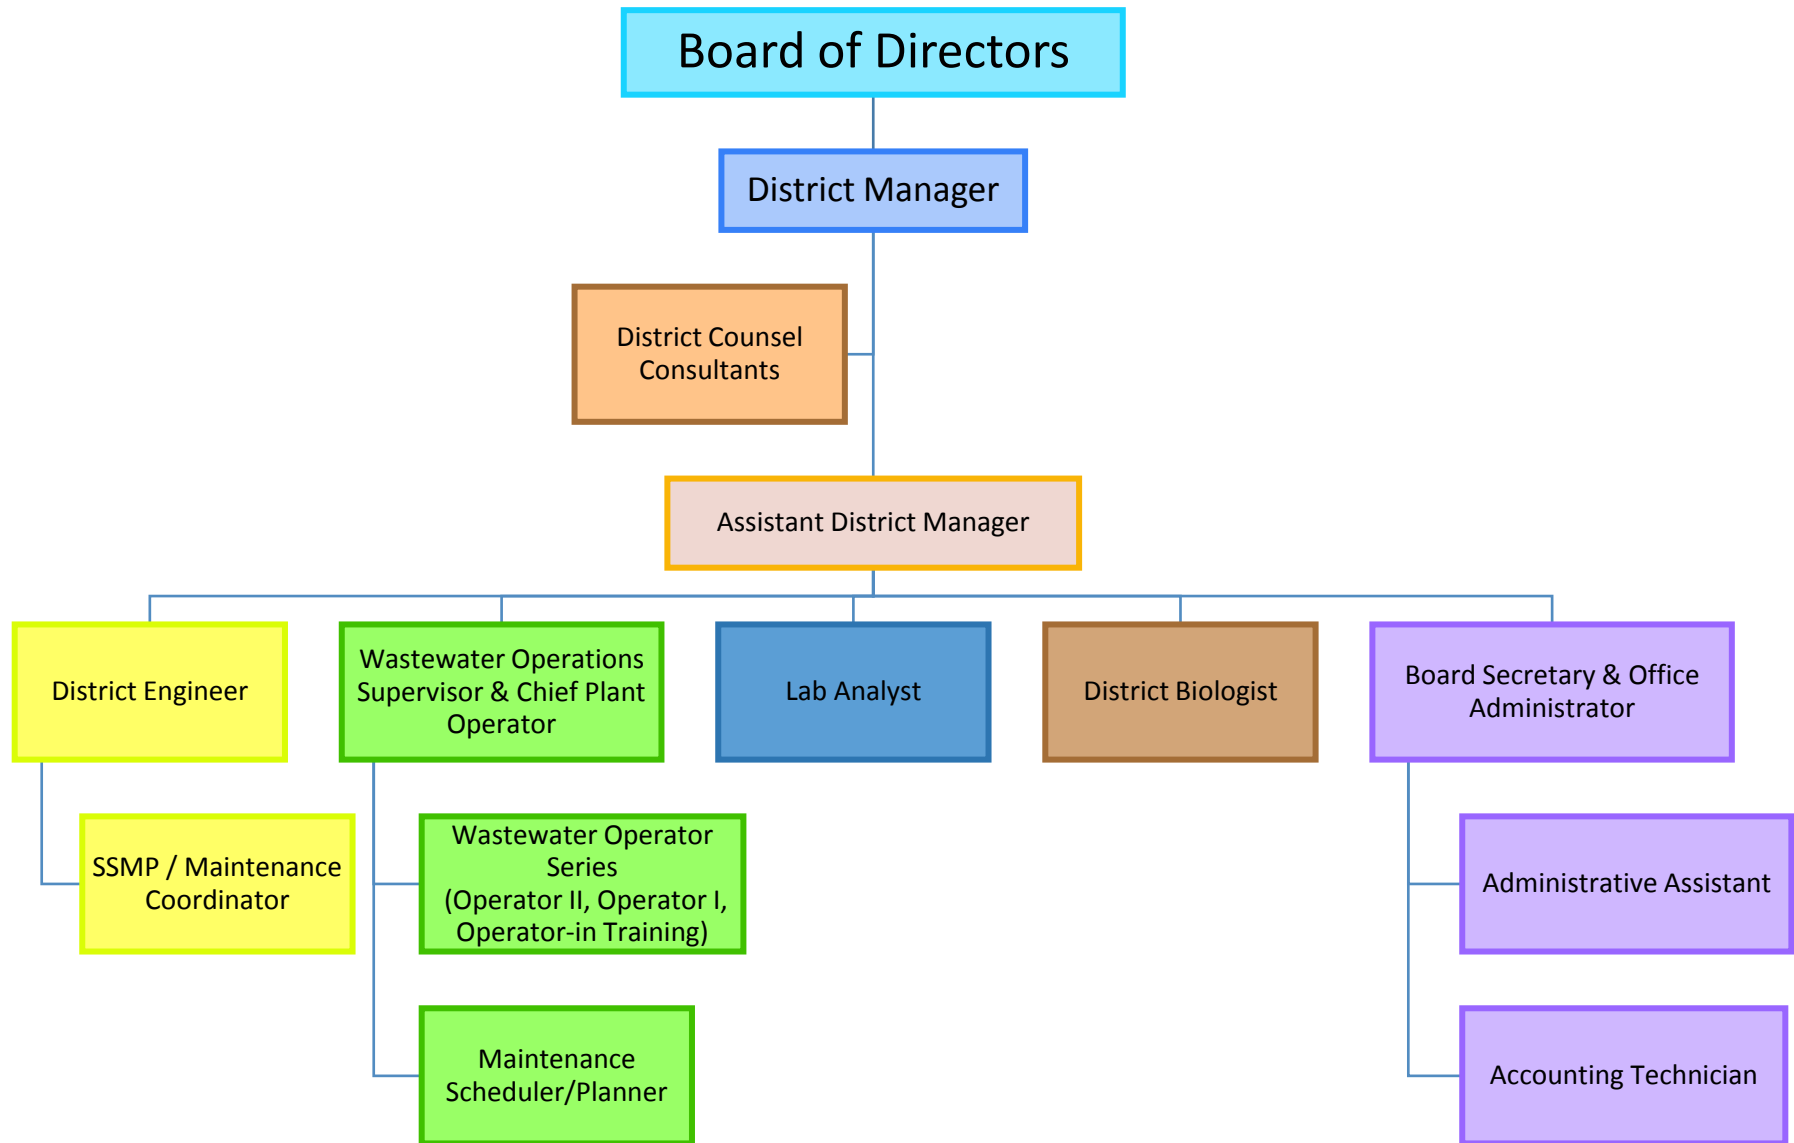 Board of Directors
District Manager
District Counsel
Consultants
Assistant District Manager
District Engineer
Wastewater Operations
Supervisor & Chief Plant
Operator
Lab Analyst
District Biologist
Board Secretary & Office
Administrator
SSMP / Maintenance
Coordinator
Wastewater Operator
Series
(Operator II, Operator I,
Operator-in Training)
Administrative Assistant
Maintenance
Scheduler/Planner
Accounting Technician